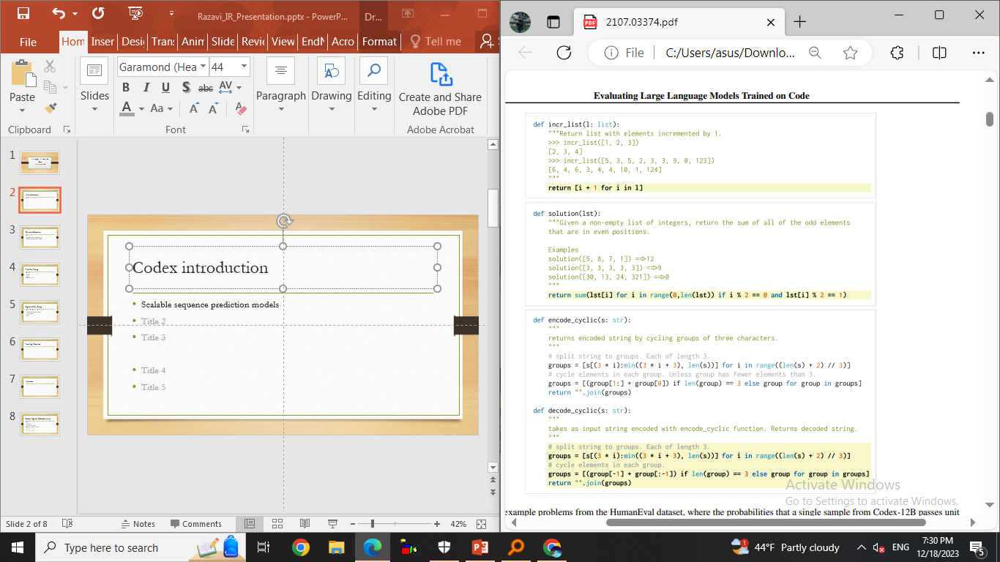 Razavi_IR_Presentation.pptx - PowerP...
Dr...
File
Hom
Inser
Desi
Tran
Anim
Slide
Revie
View
EndN
Acro
Format
Tell me
Paste
Clipboard
Slides
Garamond (Hea
44
B I U S abc AV
A Aa A A
Font
Paragraph
Drawing
Editing
Create and Share
Adobe PDF
Adobe Acrobat
1
2
3
4
5
6
7
8
Codex introduction
• Scalable sequence prediction models
• Title 2
• Title 3
• Title 4
• Title 5
Slide 2 of 8
Notes
Comments
42%
2107.03374.pdf
File
C:/Users/asus/Downlo...
Evaluating Large Language Models Trained on Code
def incr_list(l: list):
"""Return list with elements incremented by 1.
>>> incr_list([1, 2, 3])
[2, 3, 4]
>>> incr_list([5, 3, 5, 2, 3, 3, 9, 0, 123])
[6, 4, 6, 3, 4, 4, 10, 1, 124]
"""
return [i + 1 for i in l]
def solution(lst):
"""Given a non-empty list of integers, return the sum of all of the odd elements
that are in even positions.
Examples
solution([5, 8, 7, 1]) ==>12
solution([3, 3, 3, 3, 3]) ==>9
solution([30, 13, 24, 321]) ==>0
"""
return sum(lst[i] for i in range(0,len(lst)) if i % 2 == 0 and lst[i] % 2 == 1)
def encode_cyclic(s: str):
"""
returns encoded string by cycling groups of three characters.
"""
# split string to groups. Each of length 3.
groups = [s[(3 * i):min((3 * i + 3), len(s))] for i in range((len(s) + 2) // 3)]
# cycle elements in each group. Unless group has fewer elements than 3.
groups = [(group[1:] + group[0]) if len(group) == 3 else group for group in groups]
return "".join(groups)
def decode_cyclic(s: str):
"""
takes as input string encoded with encode_cyclic function. Returns decoded string.
"""
# split string to groups. Each of length 3.
groups = [s[(3 * i):min((3 * i + 3), len(s))] for i in range((len(s) + 2) // 3)]
# cycle elements in each group.
groups = [(group[-1] + group[:-1]) if len(group) == 3 else group for group in groups]
return "".join(groups)
Activate Windows
Go to Settings to activate Windows.
example problems from the HumanEval dataset, where the probabilities that a single sample from Codex-12B passes unit
Type here to search
1
44°F Partly cloudy
ENG
7:30 PM
12/18/2023
5